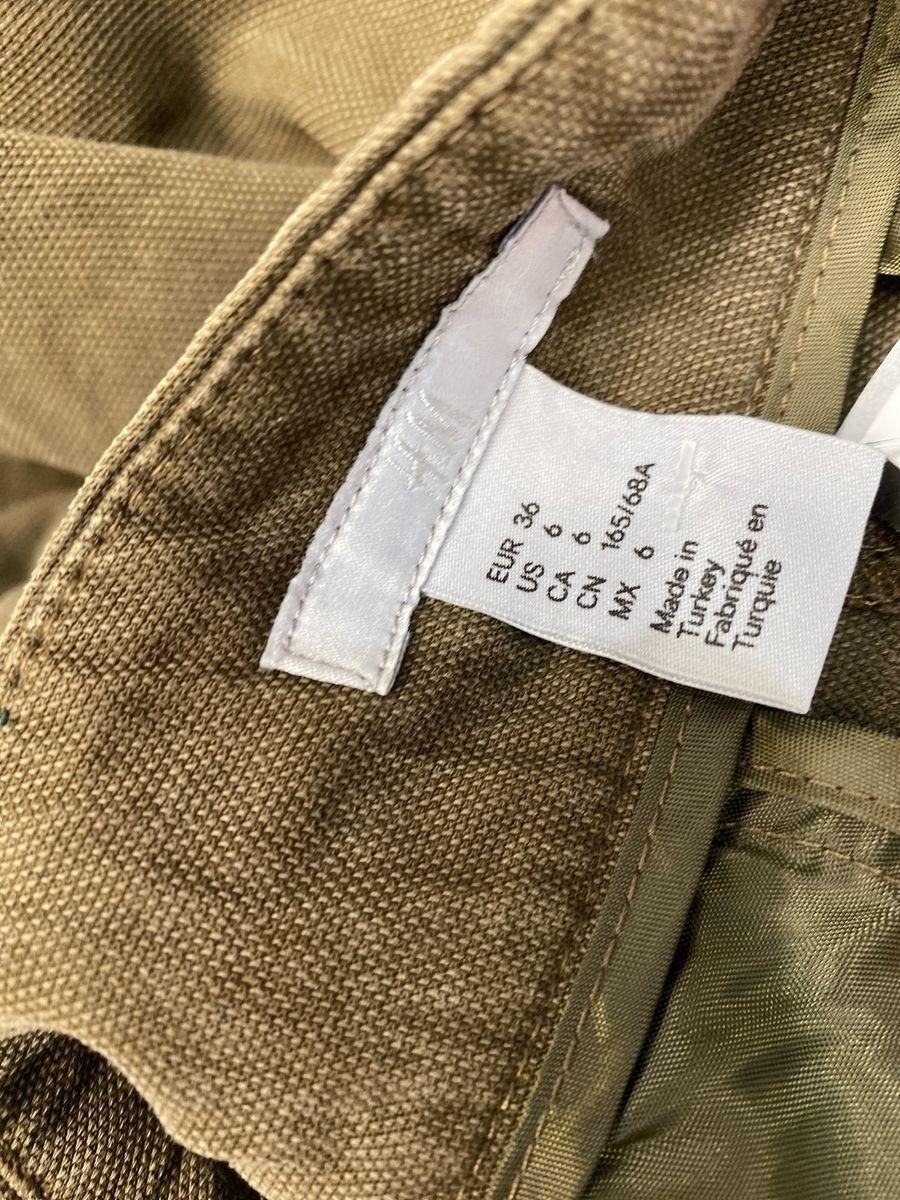 EUR 36
US 6
CA 6
CN 165/68A
MX 6
Made in
Turkey
Fabriqué en
Turquie